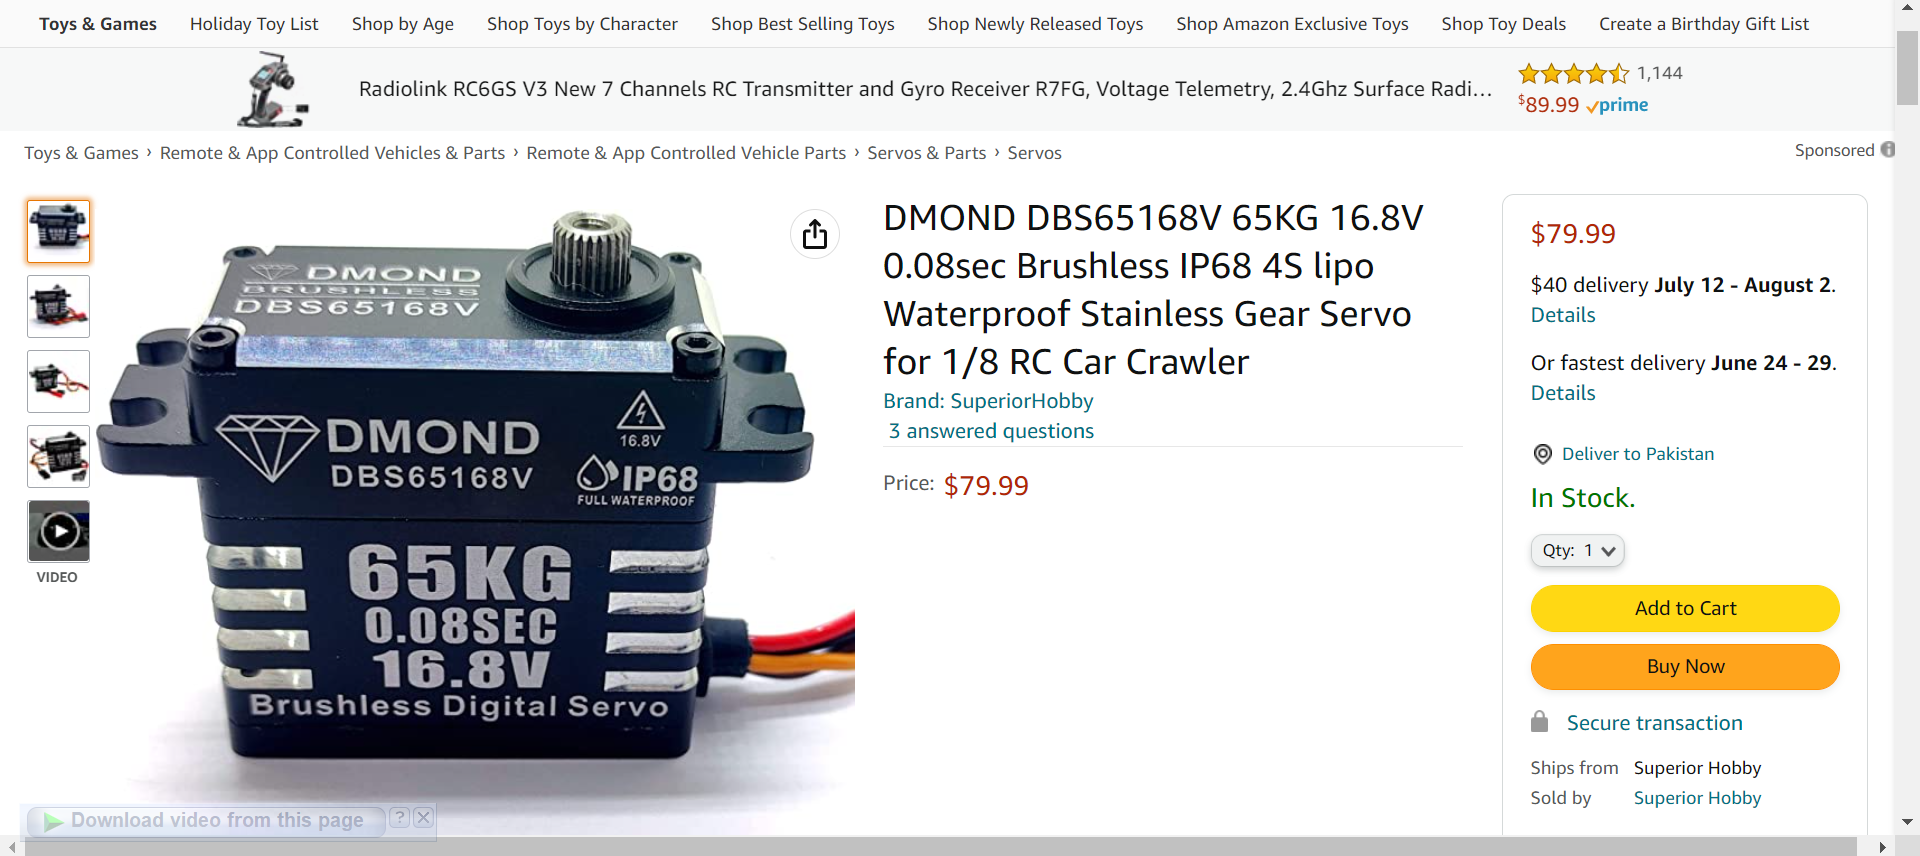 Toys & Games Holiday Toy List Shop by Age Shop Toys by Character Shop Best Selling Toys Shop Newly Released Toys Shop Amazon Exclusive Toys Shop Toy Deals Create a Birthday Gift List
Radiolink RC6GS V3 New 7 Channels RC Transmitter and Gyro Receiver R7FG, Voltage Telemetry, 2.4Ghz Surface Radi...
1,144
$89.99 prime
Toys & Games › Remote & App Controlled Vehicles & Parts › Remote & App Controlled Vehicle Parts › Servos & Parts › Servos
Sponsored
DMOND
BRUSHLESS
DBS65168V
DMOND
DBS65168V
16.8V
IP68
FULL WATERPROOF
65KG
0.08SEC
16.8V
Brushless Digital Servo
VIDEO
Download video from this page ?
DMOND DBS65168V 65KG 16.8V
0.08sec Brushless IP68 4S lipo
Waterproof Stainless Gear Servo
for 1/8 RC Car Crawler
Brand: SuperiorHobby
3 answered questions
Price: $79.99
$79.99
$40 delivery July 12 - August 2.
Details
Or fastest delivery June 24 - 29.
Details
Deliver to Pakistan
In Stock.
Qty: 1
Add to Cart
Buy Now
Secure transaction
Ships from Superior Hobby
Sold by Superior Hobby